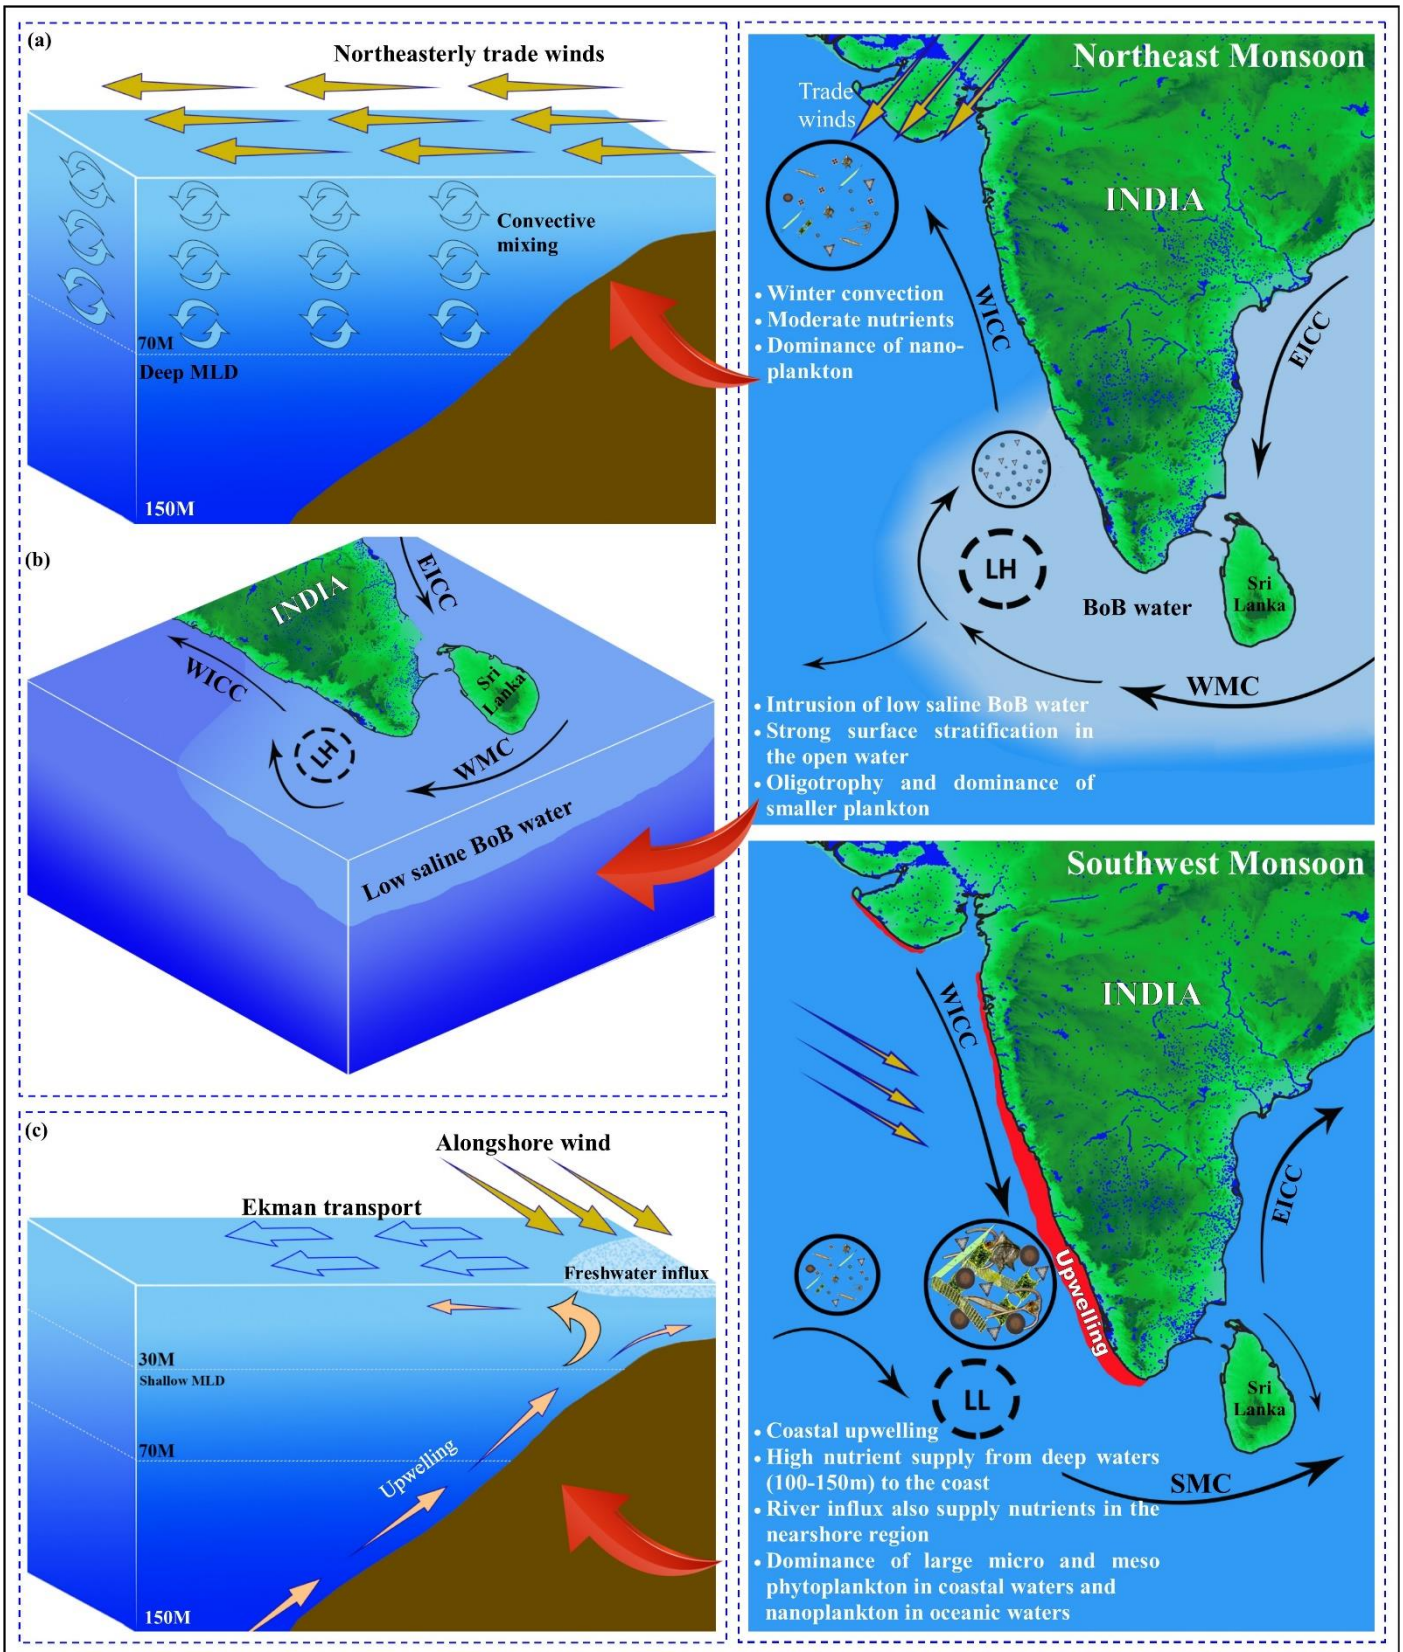 (a)
Northeasterly trade winds
Convective
mixing
70M
Deep MLD
150M
(b)
INDIA
EICC
WICC
Sri
Lanka
LH
WMC
Low saline BoB water
(c)
Alongshore wind
Ekman transport
Freshwater influx
30M
Shallow MLD
70M
Upwelling
150M
Northeast Monsoon
Trade
winds
INDIA
• Winter convection
• Moderate nutrients
• Dominance of nano-
plankton
WICC
EICC
LH
BoB water
Sri
Lanka
WMC
• Intrusion of low saline BoB water
• Strong surface stratification in
the open water
• Oligotrophy and dominance of
smaller plankton
Southwest Monsoon
WICC
INDIA
EICC
Upwelling
LL
Sri
Lanka
SMC
• Coastal upwelling
• High nutrient supply from deep waters
(100-150m) to the coast
• River influx also supply nutrients in the
nearshore region
• Dominance of large micro and meso
phytoplankton in coastal waters and
nanoplankton in oceanic waters